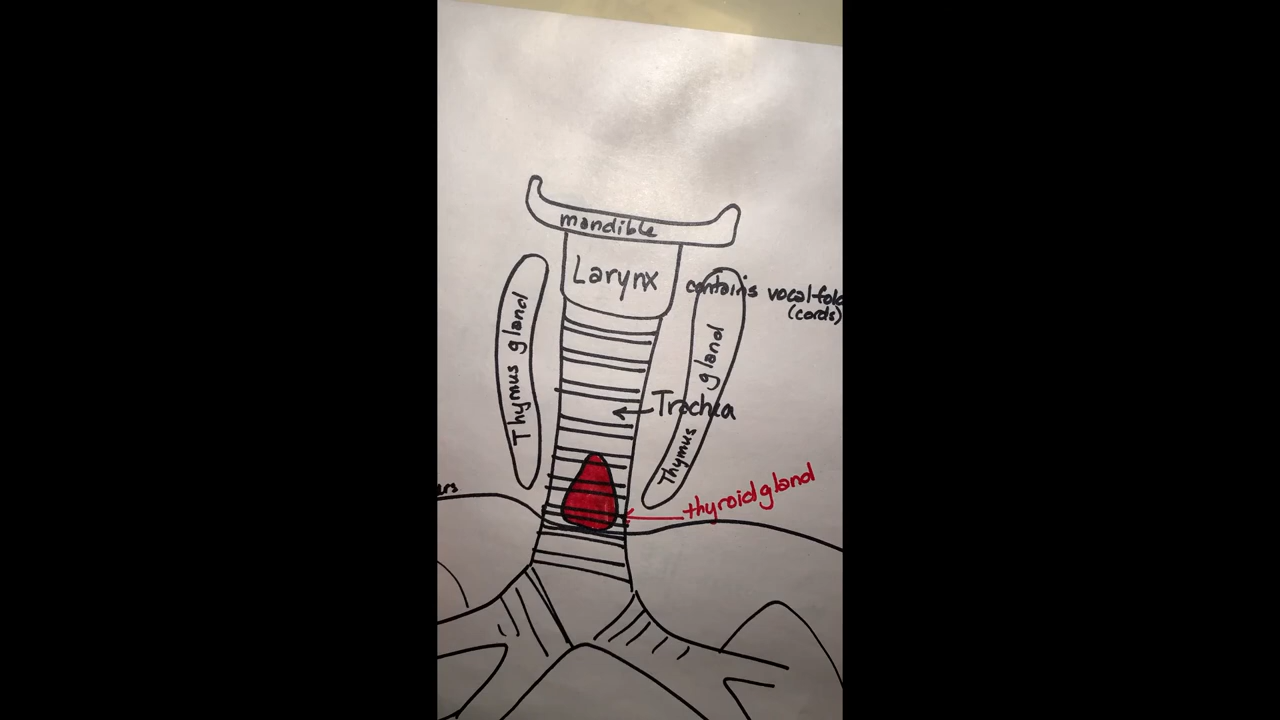 mandible
Larynx
contains vocal fold
(cords)
Thymus gland
Thymus gland
Trachea
thyroid gland